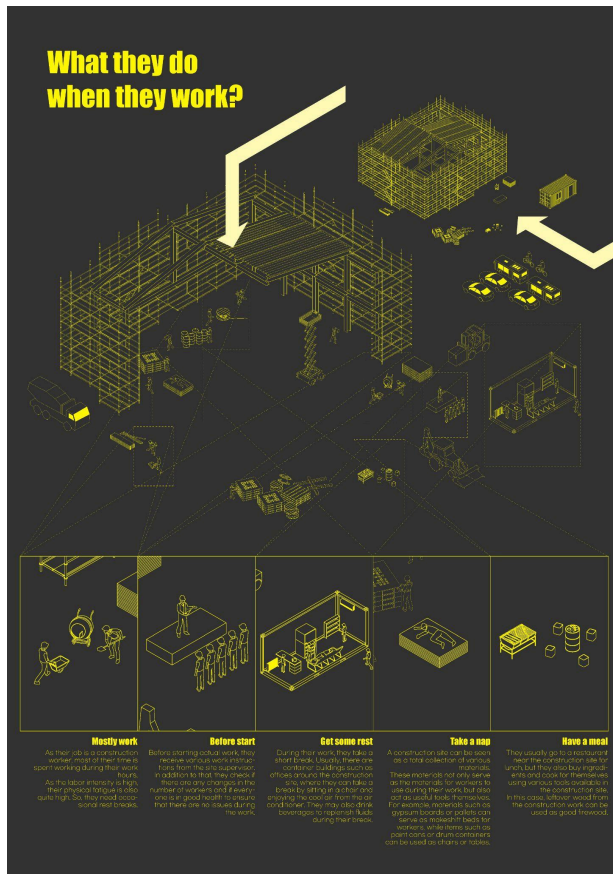 What they do
when they work?
Mostly work
As their job is a construction
worker, most of their time is
spent working during their work
hours.
As the labor intensity is high,
their physical fatigue is also
quite high. So, they need occa-
sional rest breaks.
Before start
Before starting actual work, they
receive various work instruc-
tions from the site supervisor.
in addition to that, they check if
there are any changes in the
number of workers and if every-
one is in good health to ensure
that there are no issues during
the work.
Get some rest
During their work, they take a
short break. Usually, there are
container buildings such as
offices around the construction
site, where they can take a
break by sitting in a chair and
enjoying the cool air from the air
conditioner. They may also drink
beverages to replenish fluids
during their break.
Take a nap
A construction site can be seen
as a total collection of various
materials.
These materials not only serve
as the materials for workers to
use during their work, but also
act as useful tools themselves.
For example, materials such as
gypsum boards or pallets can
serve as makeshift beds for
workers, while items such as
paint cans or drum containers
can be used as chairs or tables.
Have a meal
They usually go to a restaurant
near the construction site for
lunch, but they also buy ingredi-
ents and cook for themselves
using various tools available in
the construction site.
In this case, leftover wood from
the construction work can be
used as good firewood.